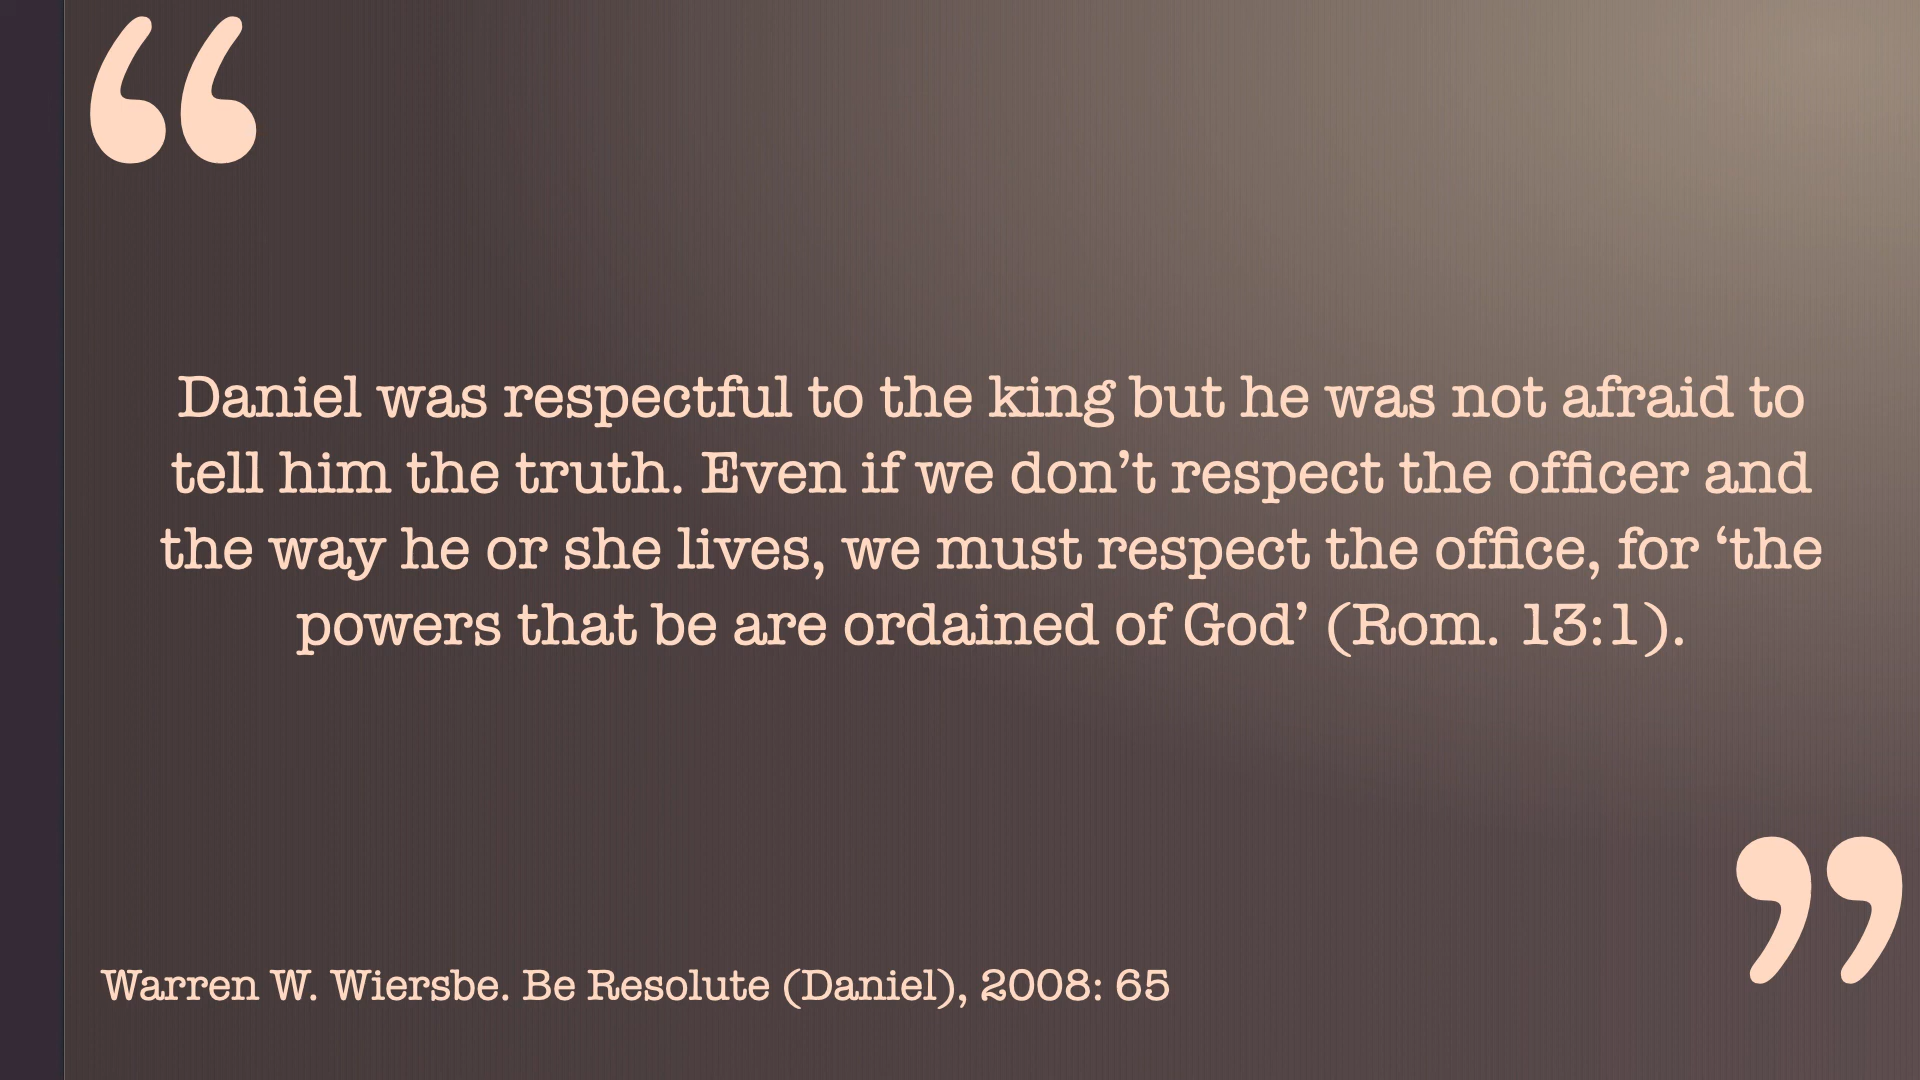 “
Daniel was respectful to the king but he was not afraid to
tell him the truth. Even if we don’t respect the officer and
the way he or she lives, we must respect the office, for ‘the
powers that be are ordained of God’ (Rom. 13:1).
”
Warren W. Wiersbe. Be Resolute (Daniel), 2008: 65